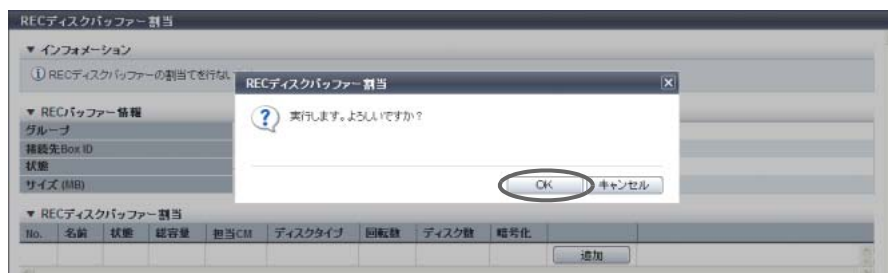 RECディスクバッファー割当
▼ インフォメーション
RECディスクバッファーの割当てを行ない
▼ RECバッファー情報
グループ
接続先Box ID
状態
サイズ (MB)
RECディスクバッファー割当
? 実行します。よろしいですか?
OK キャンセル
▼ RECディスクバッファー割当
No. 名前 状態 総容量 担当CM ディスクタイプ 回転数 ディスク数 暗号化
追加